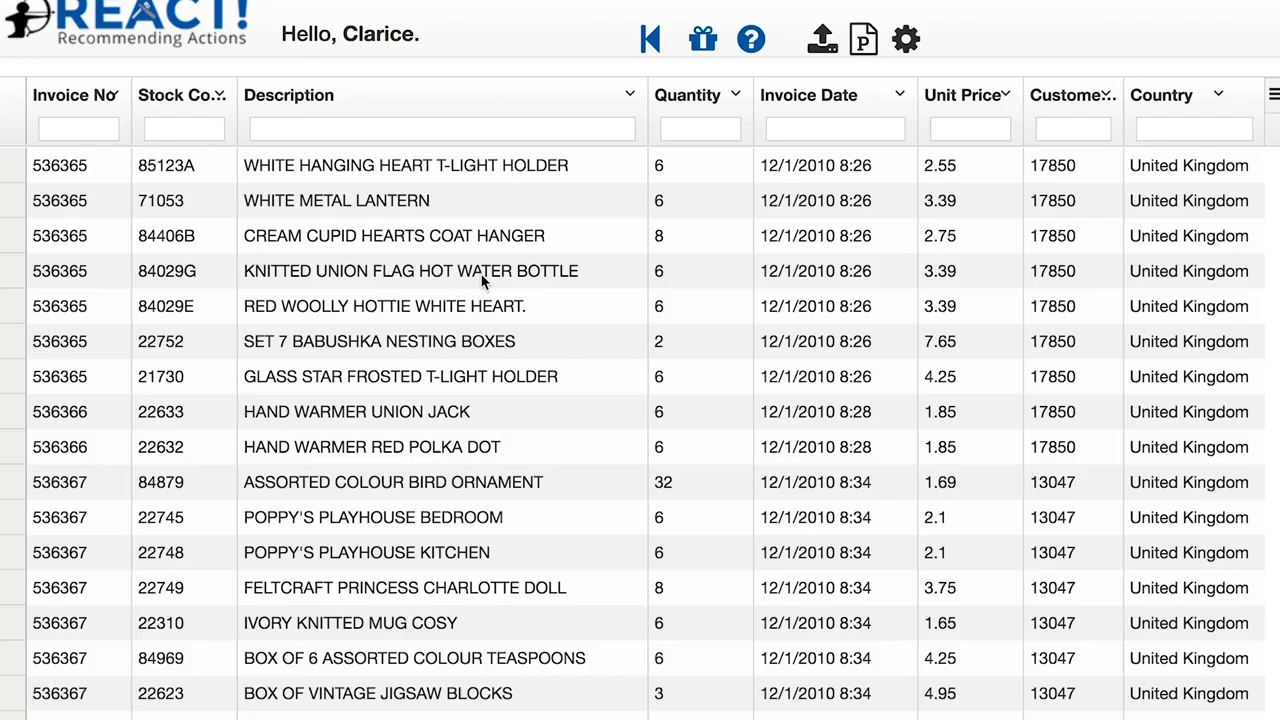 REACT!
Recommending Actions
Hello, Clarice.
Invoice No Stock Co... Description Quantity Invoice Date Unit Price Custome... Country
536365 85123A WHITE HANGING HEART T-LIGHT HOLDER 6 12/1/2010 8:26 2.55 17850 United Kingdom
536365 71053 WHITE METAL LANTERN 6 12/1/2010 8:26 3.39 17850 United Kingdom
536365 84406B CREAM CUPID HEARTS COAT HANGER 8 12/1/2010 8:26 2.75 17850 United Kingdom
536365 84029G KNITTED UNION FLAG HOT WATER BOTTLE 6 12/1/2010 8:26 3.39 17850 United Kingdom
536365 84029E RED WOOLLY HOTTIE WHITE HEART. 6 12/1/2010 8:26 3.39 17850 United Kingdom
536365 22752 SET 7 BABUSHKA NESTING BOXES 2 12/1/2010 8:26 7.65 17850 United Kingdom
536365 21730 GLASS STAR FROSTED T-LIGHT HOLDER 6 12/1/2010 8:26 4.25 17850 United Kingdom
536366 22633 HAND WARMER UNION JACK 6 12/1/2010 8:28 1.85 17850 United Kingdom
536366 22632 HAND WARMER RED POLKA DOT 6 12/1/2010 8:28 1.85 17850 United Kingdom
536367 84879 ASSORTED COLOUR BIRD ORNAMENT 32 12/1/2010 8:34 1.69 13047 United Kingdom
536367 22745 POPPY'S PLAYHOUSE BEDROOM 6 12/1/2010 8:34 2.1 13047 United Kingdom
536367 22748 POPPY'S PLAYHOUSE KITCHEN 6 12/1/2010 8:34 2.1 13047 United Kingdom
536367 22749 FELTCRAFT PRINCESS CHARLOTTE DOLL 8 12/1/2010 8:34 3.75 13047 United Kingdom
536367 22310 IVORY KNITTED MUG COSY 6 12/1/2010 8:34 1.65 13047 United Kingdom
536367 84969 BOX OF 6 ASSORTED COLOUR TEASPOONS 6 12/1/2010 8:34 4.25 13047 United Kingdom
536367 22623 BOX OF VINTAGE JIGSAW BLOCKS 3 12/1/2010 8:34 4.95 13047 United Kingdom